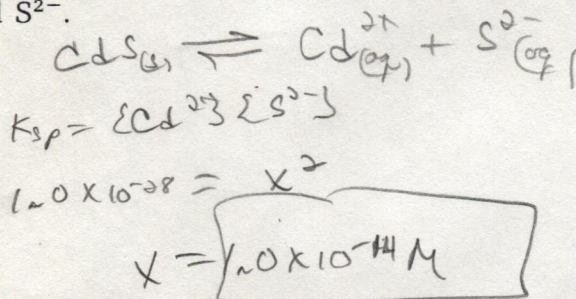 S²⁻.
CdS(s) ⇌ Cd²⁺(aq) + S²⁻(aq)
Ksp = {Cd²⁺} {S²⁻}
1.0 x 10⁻²⁸ = x²
x = 1.0 x 10⁻¹⁴ M